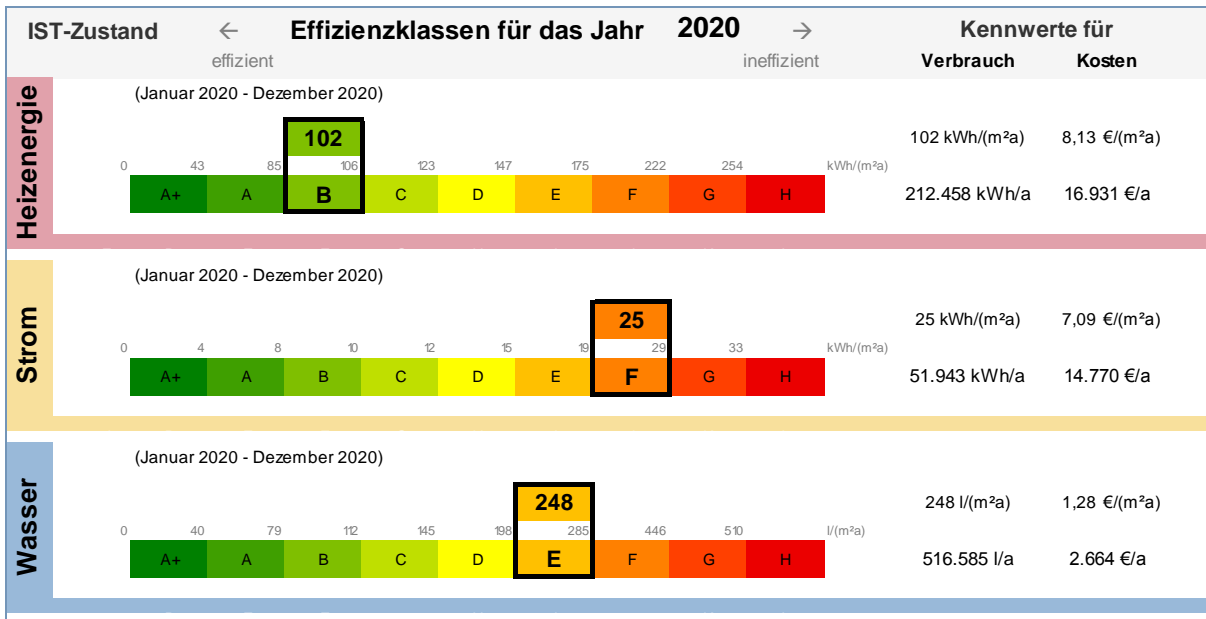 IST-Zustand ← Effizienzklassen für das Jahr 2020 → Kennwerte für
effizient ineffizient Verbrauch Kosten
Heizenergie
(Januar 2020 - Dezember 2020)
102 102 kWh/(m²a) 8,13 €/(m²a)
0 43 85 106 123 147 175 222 254 kWh/(m²a)
A+ A B C D E F G H 212.458 kWh/a 16.931 €/a
Strom
(Januar 2020 - Dezember 2020)
25 25 kWh/(m²a) 7,09 €/(m²a)
0 4 8 10 12 15 19 29 33 kWh/(m²a)
A+ A B C D E F G H 51.943 kWh/a 14.770 €/a
Wasser
(Januar 2020 - Dezember 2020)
248 248 l/(m²a) 1,28 €/(m²a)
0 40 79 112 145 198 285 446 510 l/(m²a)
A+ A B C D E F G H 516.585 l/a 2.664 €/a